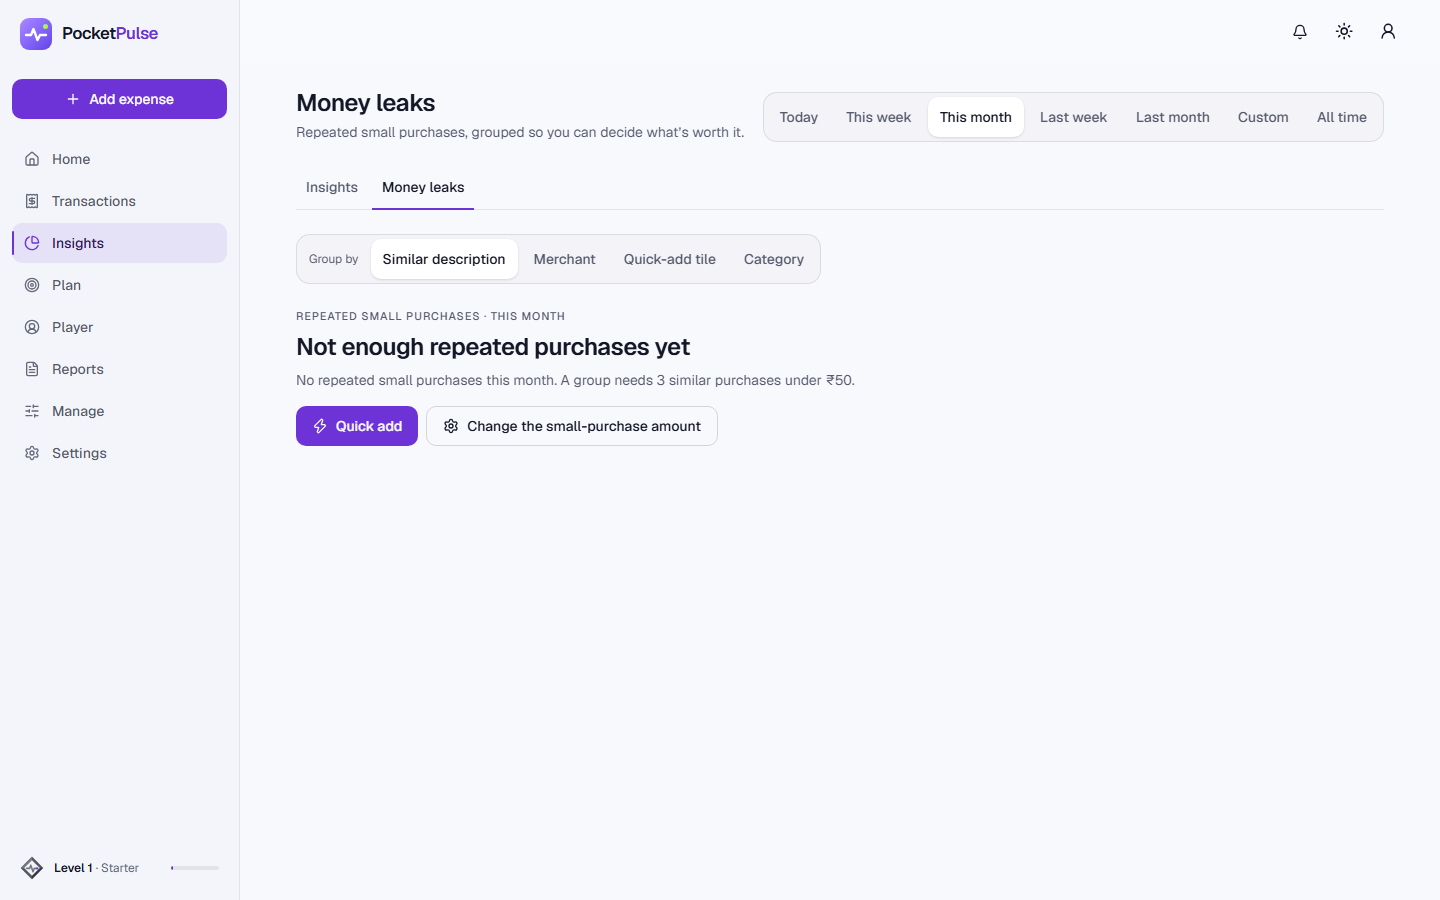 PocketPulse
Add expense
Home
Transactions
Insights
Plan
Player
Reports
Manage
Settings
Level 1 · Starter
Money leaks
Repeated small purchases, grouped so you can decide what's worth it.
Today This week This month Last week Last month Custom All time
Insights Money leaks
Group by Similar description Merchant Quick-add tile Category
REPEATED SMALL PURCHASES · THIS MONTH
Not enough repeated purchases yet
No repeated small purchases this month. A group needs 3 similar purchases under ₹50.
Quick add Change the small-purchase amount